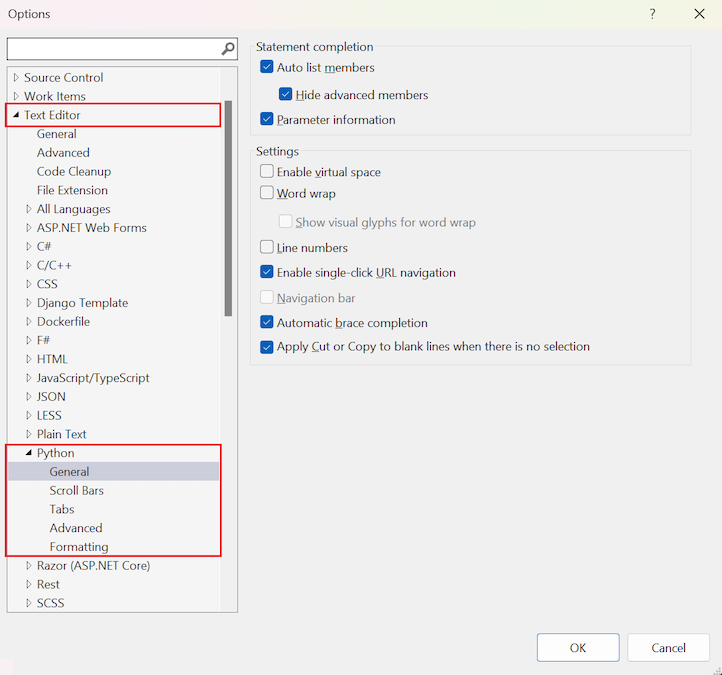 Options
?
Source Control
Work Items
Text Editor
General
Advanced
Code Cleanup
File Extension
All Languages
ASP.NET Web Forms
C#
C/C++
CSS
Django Template
Dockerfile
F#
HTML
JavaScript/TypeScript
JSON
LESS
Plain Text
Python
General
Scroll Bars
Tabs
Advanced
Formatting
Razor (ASP.NET Core)
Rest
SCSS
Statement completion
Auto list members
Hide advanced members
Parameter information
Settings
Enable virtual space
Word wrap
Show visual glyphs for word wrap
Line numbers
Enable single-click URL navigation
Navigation bar
Automatic brace completion
Apply Cut or Copy to blank lines when there is no selection
OK
Cancel